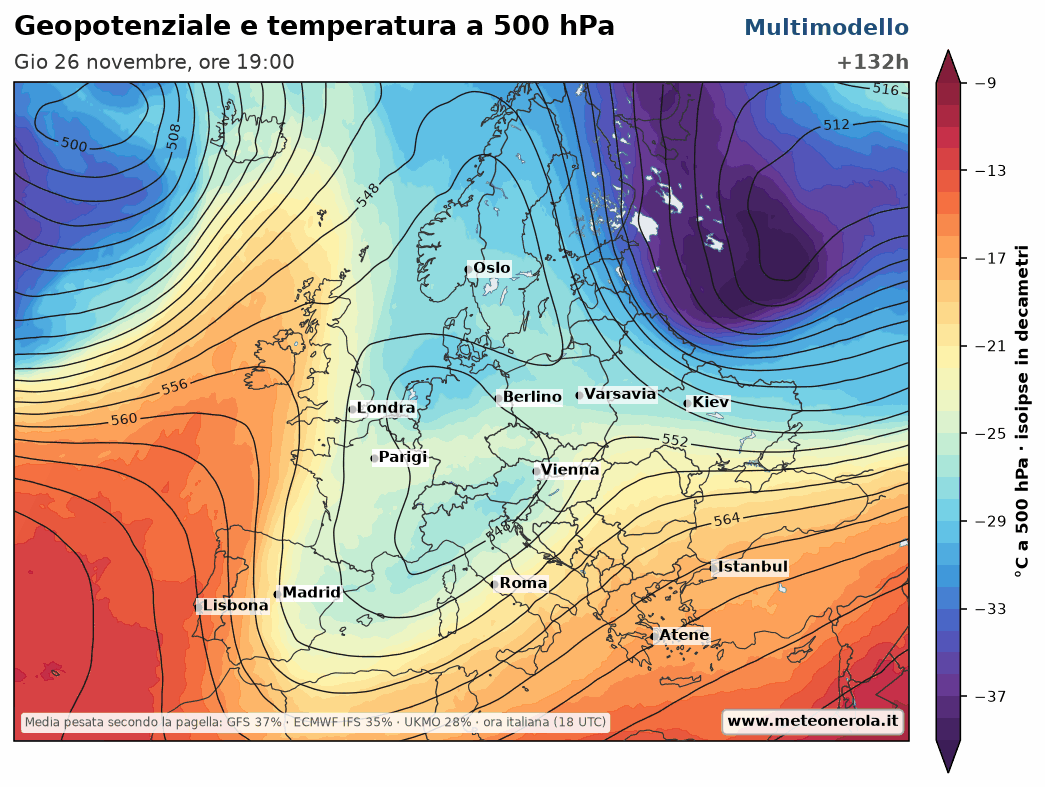 Geopotenziale e temperatura a 500 hPa
Multimodello
Gio 26 novembre, ore 19:00
+132h
516
512
500
508
548
556
560
552
564
Oslo
Londra
Berlino
Varsavia
Kiev
Parigi
Vienna
Madrid
Lisbona
Roma
Istanbul
Atene
−9
−13
−17
−21
−25
−29
−33
−37
°C a 500 hPa · isoipse in decametri
Media pesata secondo la pagella: GFS 37% · ECMWF IFS 35% · UKMO 28% · ora italiana (18 UTC)
www.meteonerola.it